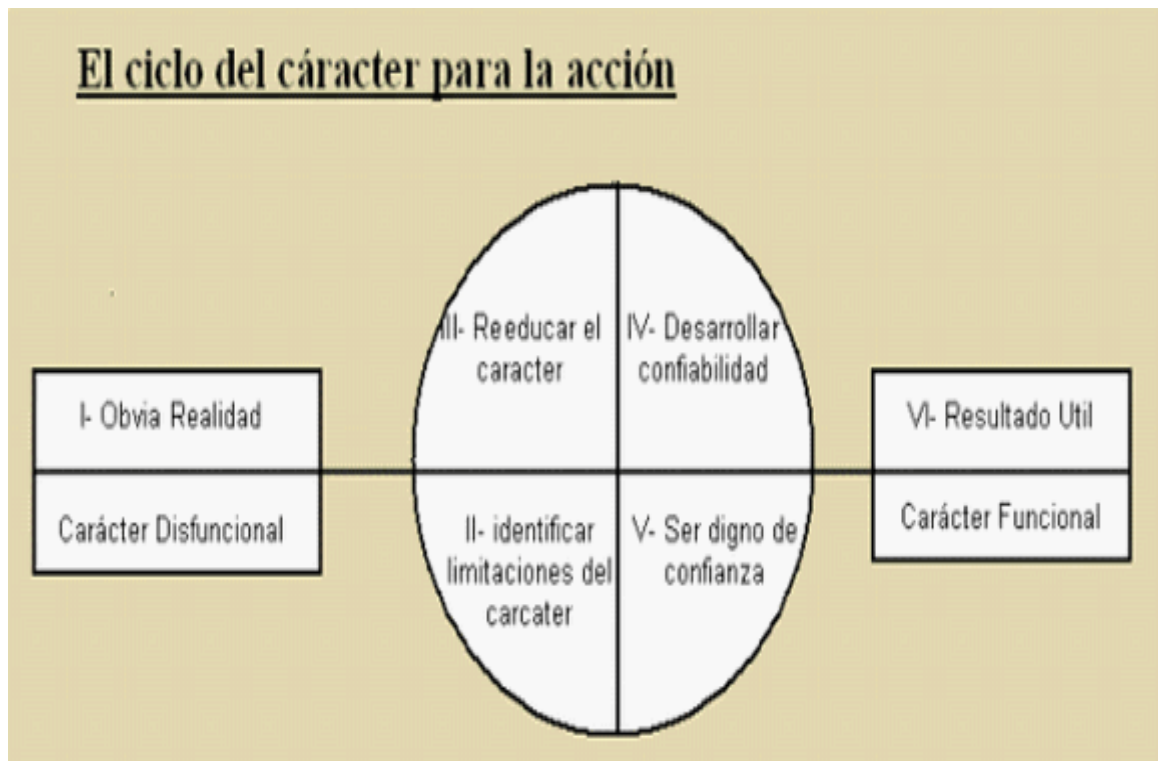 El ciclo del cáracter para la acción
I- Obvia Realidad
Carácter Disfuncional
III- Reeducar el
caracter
IV- Desarrollar
confiabilidad
II- identificar
limitaciones del
carcater
V- Ser digno de
confianza
VI- Resultado Util
Carácter Funcional